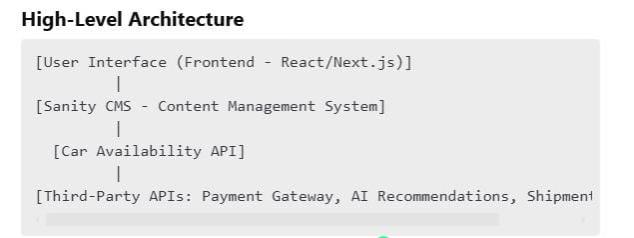 High-Level Architecture
[User Interface (Frontend - React/Next.js)]
|
[Sanity CMS - Content Management System]
|
[Car Availability API]
|
[Third-Party APIs: Payment Gateway, AI Recommendations, Shipment